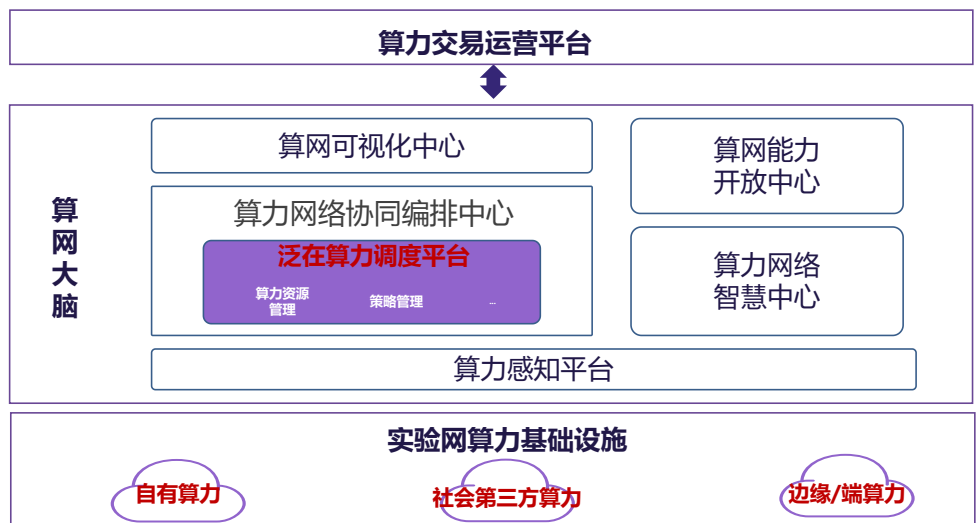 算力交易运营平台
算网大脑
算网可视化中心
算力网络协同编排中心
泛在算力调度平台
算力资源
管理
策略管理
...
算网能力
开放中心
算力网络
智慧中心
算力感知平台
实验网算力基础设施
自有算力
社会第三方算力
边缘/端算力